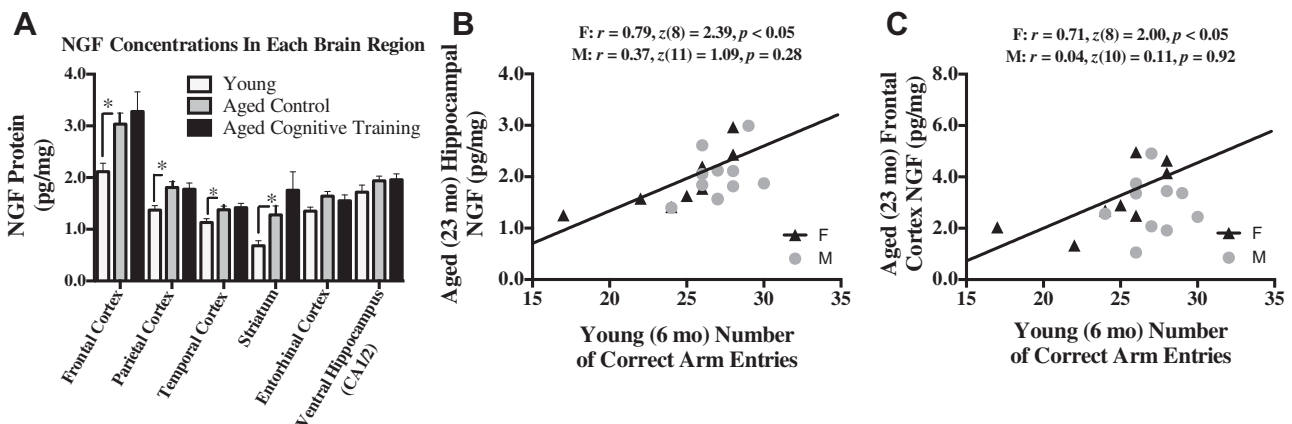 A
NGF Concentrations In Each Brain Region
NGF Protein
(pg/mg)
4.0
3.0
2.0
1.0
0.0
Young
Aged Control
Aged Cognitive Training
*
*
*
*
Frontal Cortex
Parietal Cortex
Temporal Cortex
Striatum
Entorhinal Cortex
Ventral Hippocampus
(CA1/2)
B
F: r = 0.79, z(8) = 2.39, p < 0.05
M: r = 0.37, z(11) = 1.09, p = 0.28
Aged (23 mo) Hippocampal
NGF (pg/mg)
4.0
3.0
2.0
1.0
0.0
F
M
15 20 25 30 35
Young (6 mo) Number
of Correct Arm Entries
C
F: r = 0.71, z(8) = 2.00, p < 0.05
M: r = 0.04, z(10) = 0.11, p = 0.92
Aged (23 mo) Frontal
Cortex NGF (pg/mg)
8.0
6.0
4.0
2.0
0.0
F
M
15 20 25 30 35
Young (6 mo) Number
of Correct Arm Entries